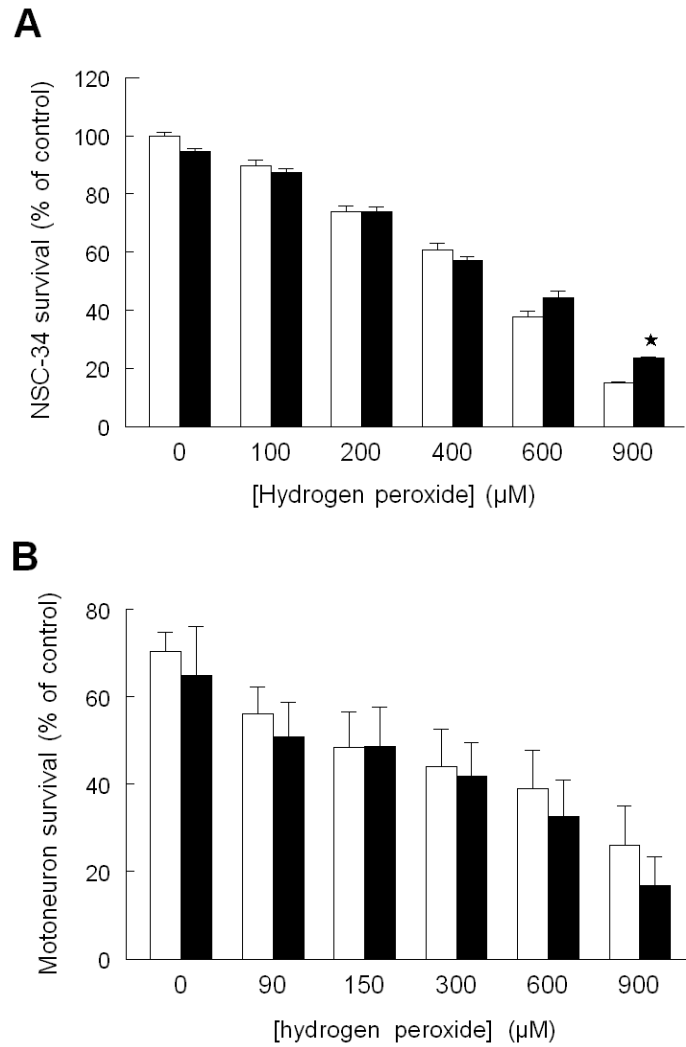 A
NSC-34 survival (% of control)
120
100
80
60
40
20
0
0 100 200 400 600 900
[Hydrogen peroxide] (µM)
B
Motoneuron survival (% of control)
80
60
40
20
0
0 90 150 300 600 900
[hydrogen peroxide] (µM)